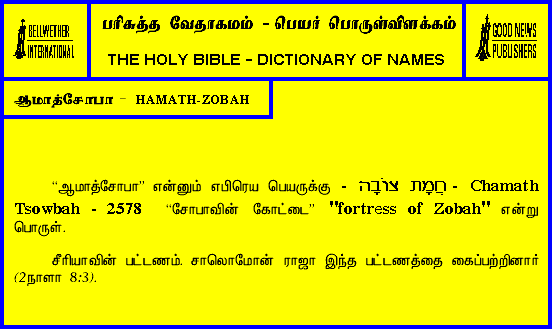 BELLWETHER
INTERNATIONAL
பரிசுத்த வேதாகமம் - பெயர் பொருள்விளக்கம்
THE HOLY BIBLE - DICTIONARY OF NAMES
GOOD NEWS
PUBLISHERS
ஆமாத்சோபா - HAMATH-ZOBAH
“ஆமாத்சோபா” என்னும் எபிரெய பெயருக்கு - חֲמָת צוֹבָה - Chamath
Tsowbah - 2578 “சோபாவின் கோட்டை” "fortress of Zobah" என்று
பொருள்.
சீரியாவின் பட்டணம். சாலொமோன் ராஜா இந்த பட்டணத்தை கைப்பற்றினார்
(2நாளா 8:3).